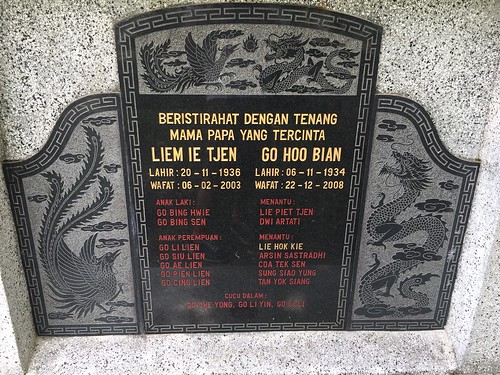 BERISTIRAHAT DENGAN TENANG
MAMA PAPA YANG TERCINTA
LIEM IE TJEN GO HOO BIAN
LAHIR : 20 - 11 - 1936 LAHIR : 06 - 11 - 1934
WAFAT : 06 - 02 - 2003 WAFAT : 22 - 12 - 2008
ANAK LAKI : MENANTU :
GO BING HWIE LIE PIET TJEN
GO BING SEN DWI ARTATI
ANAK PEREMPUAN : MENANTU :
GO LI LIEN LIE HOK KIE
GO SIU LIEN ARSIN SASTRADHI
GO AE LIEN COA TEK SEN
GO PIEN LIEN SUNG SIAO YUNG
GO CING LIEN TAN YOK SIANG
CUCU DALAM :
YONG, GO LI YIN, GO